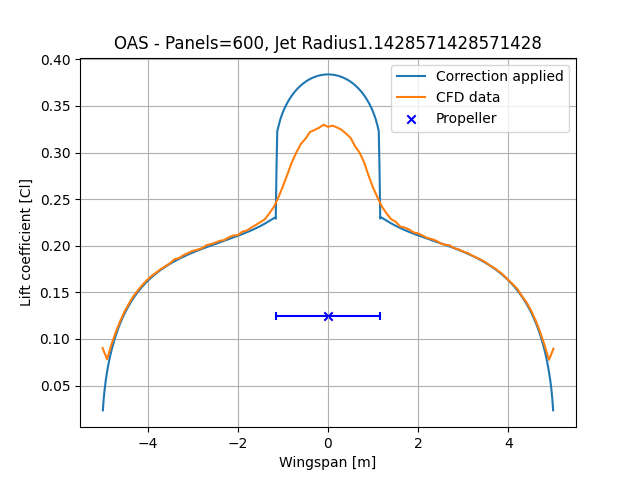 OAS - Panels=600, Jet Radius1.1428571428571428
Correction applied
CFD data
Propeller
Lift coefficient [Cl]
0.40
0.35
0.30
0.25
0.20
0.15
0.10
0.05
−4 −2 0 2 4
Wingspan [m]